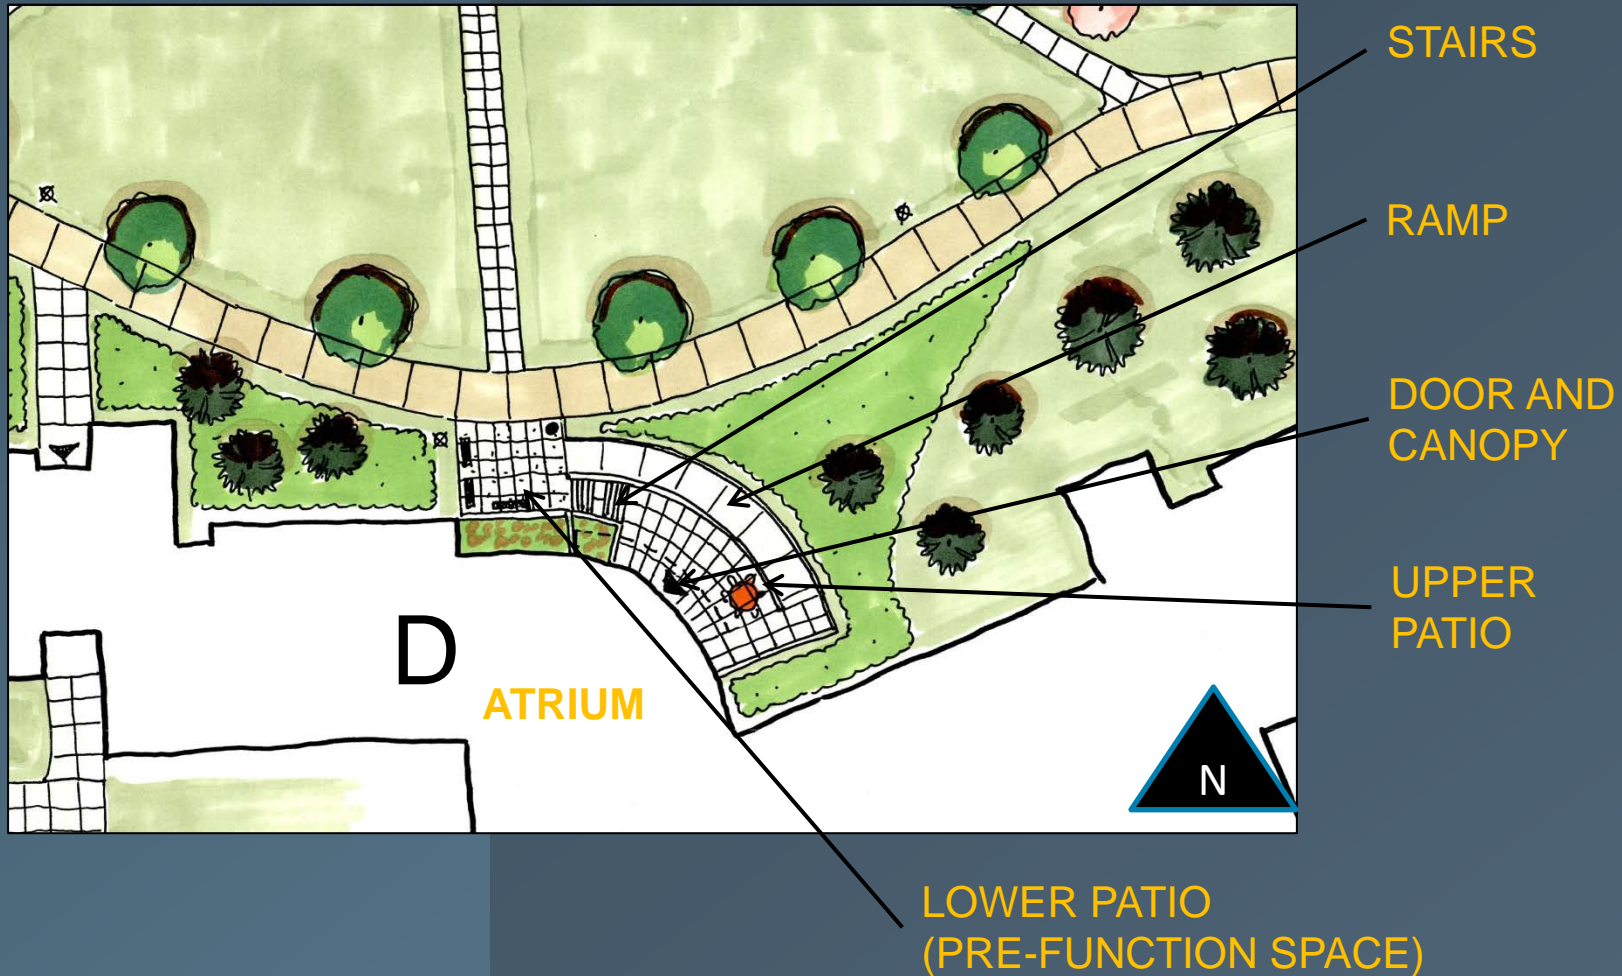 STAIRS
RAMP
DOOR AND
CANOPY
UPPER
PATIO
D
ATRIUM
N
LOWER PATIO
(PRE-FUNCTION SPACE)